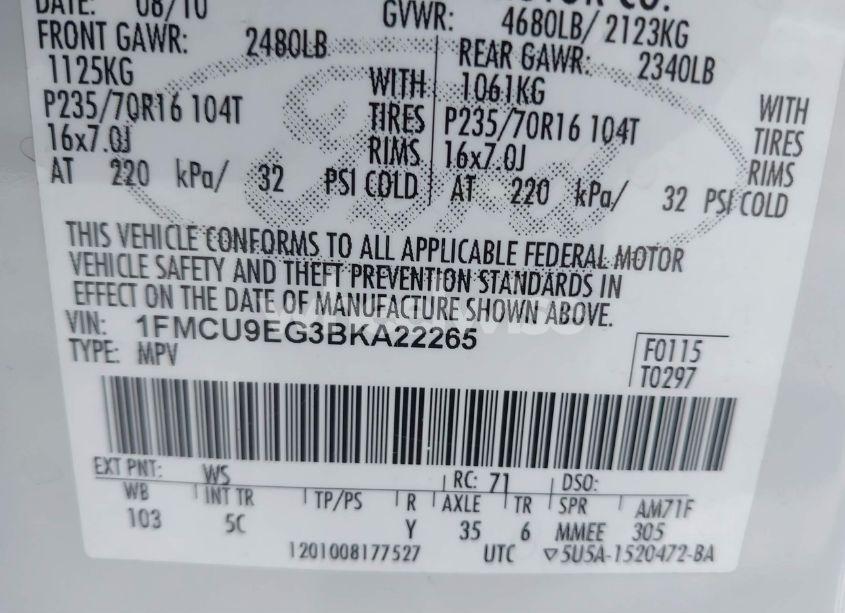 DATE: 08/10 MOTOR CO.
GVWR: 4680LB/ 2123KG
FRONT GAWR: 2480LB REAR GAWR: 2340LB
1125KG WITH 1061KG WITH
P235/70R16 104T TIRES P235/70R16 104T TIRES
16x7.0J RIMS 16x7.0J RIMS
AT 220 kPa/ 32 PSI COLD AT 220 kPa/ 32 PSI COLD
THIS VEHICLE CONFORMS TO ALL APPLICABLE FEDERAL MOTOR
VEHICLE SAFETY AND THEFT PREVENTION STANDARDS IN
EFFECT ON THE DATE OF MANUFACTURE SHOWN ABOVE.
VIN: 1FMCU9EG3BKA22265
TYPE: MPV
F0115
T0297
EXT PNT: WS RC: 71 DSO:
WB INT TR TP/PS R AXLE TR SPR AM71F
103 5C Y 35 6 MMEE 305
1201008177527 UTC ▽5U5A-1520472-BA